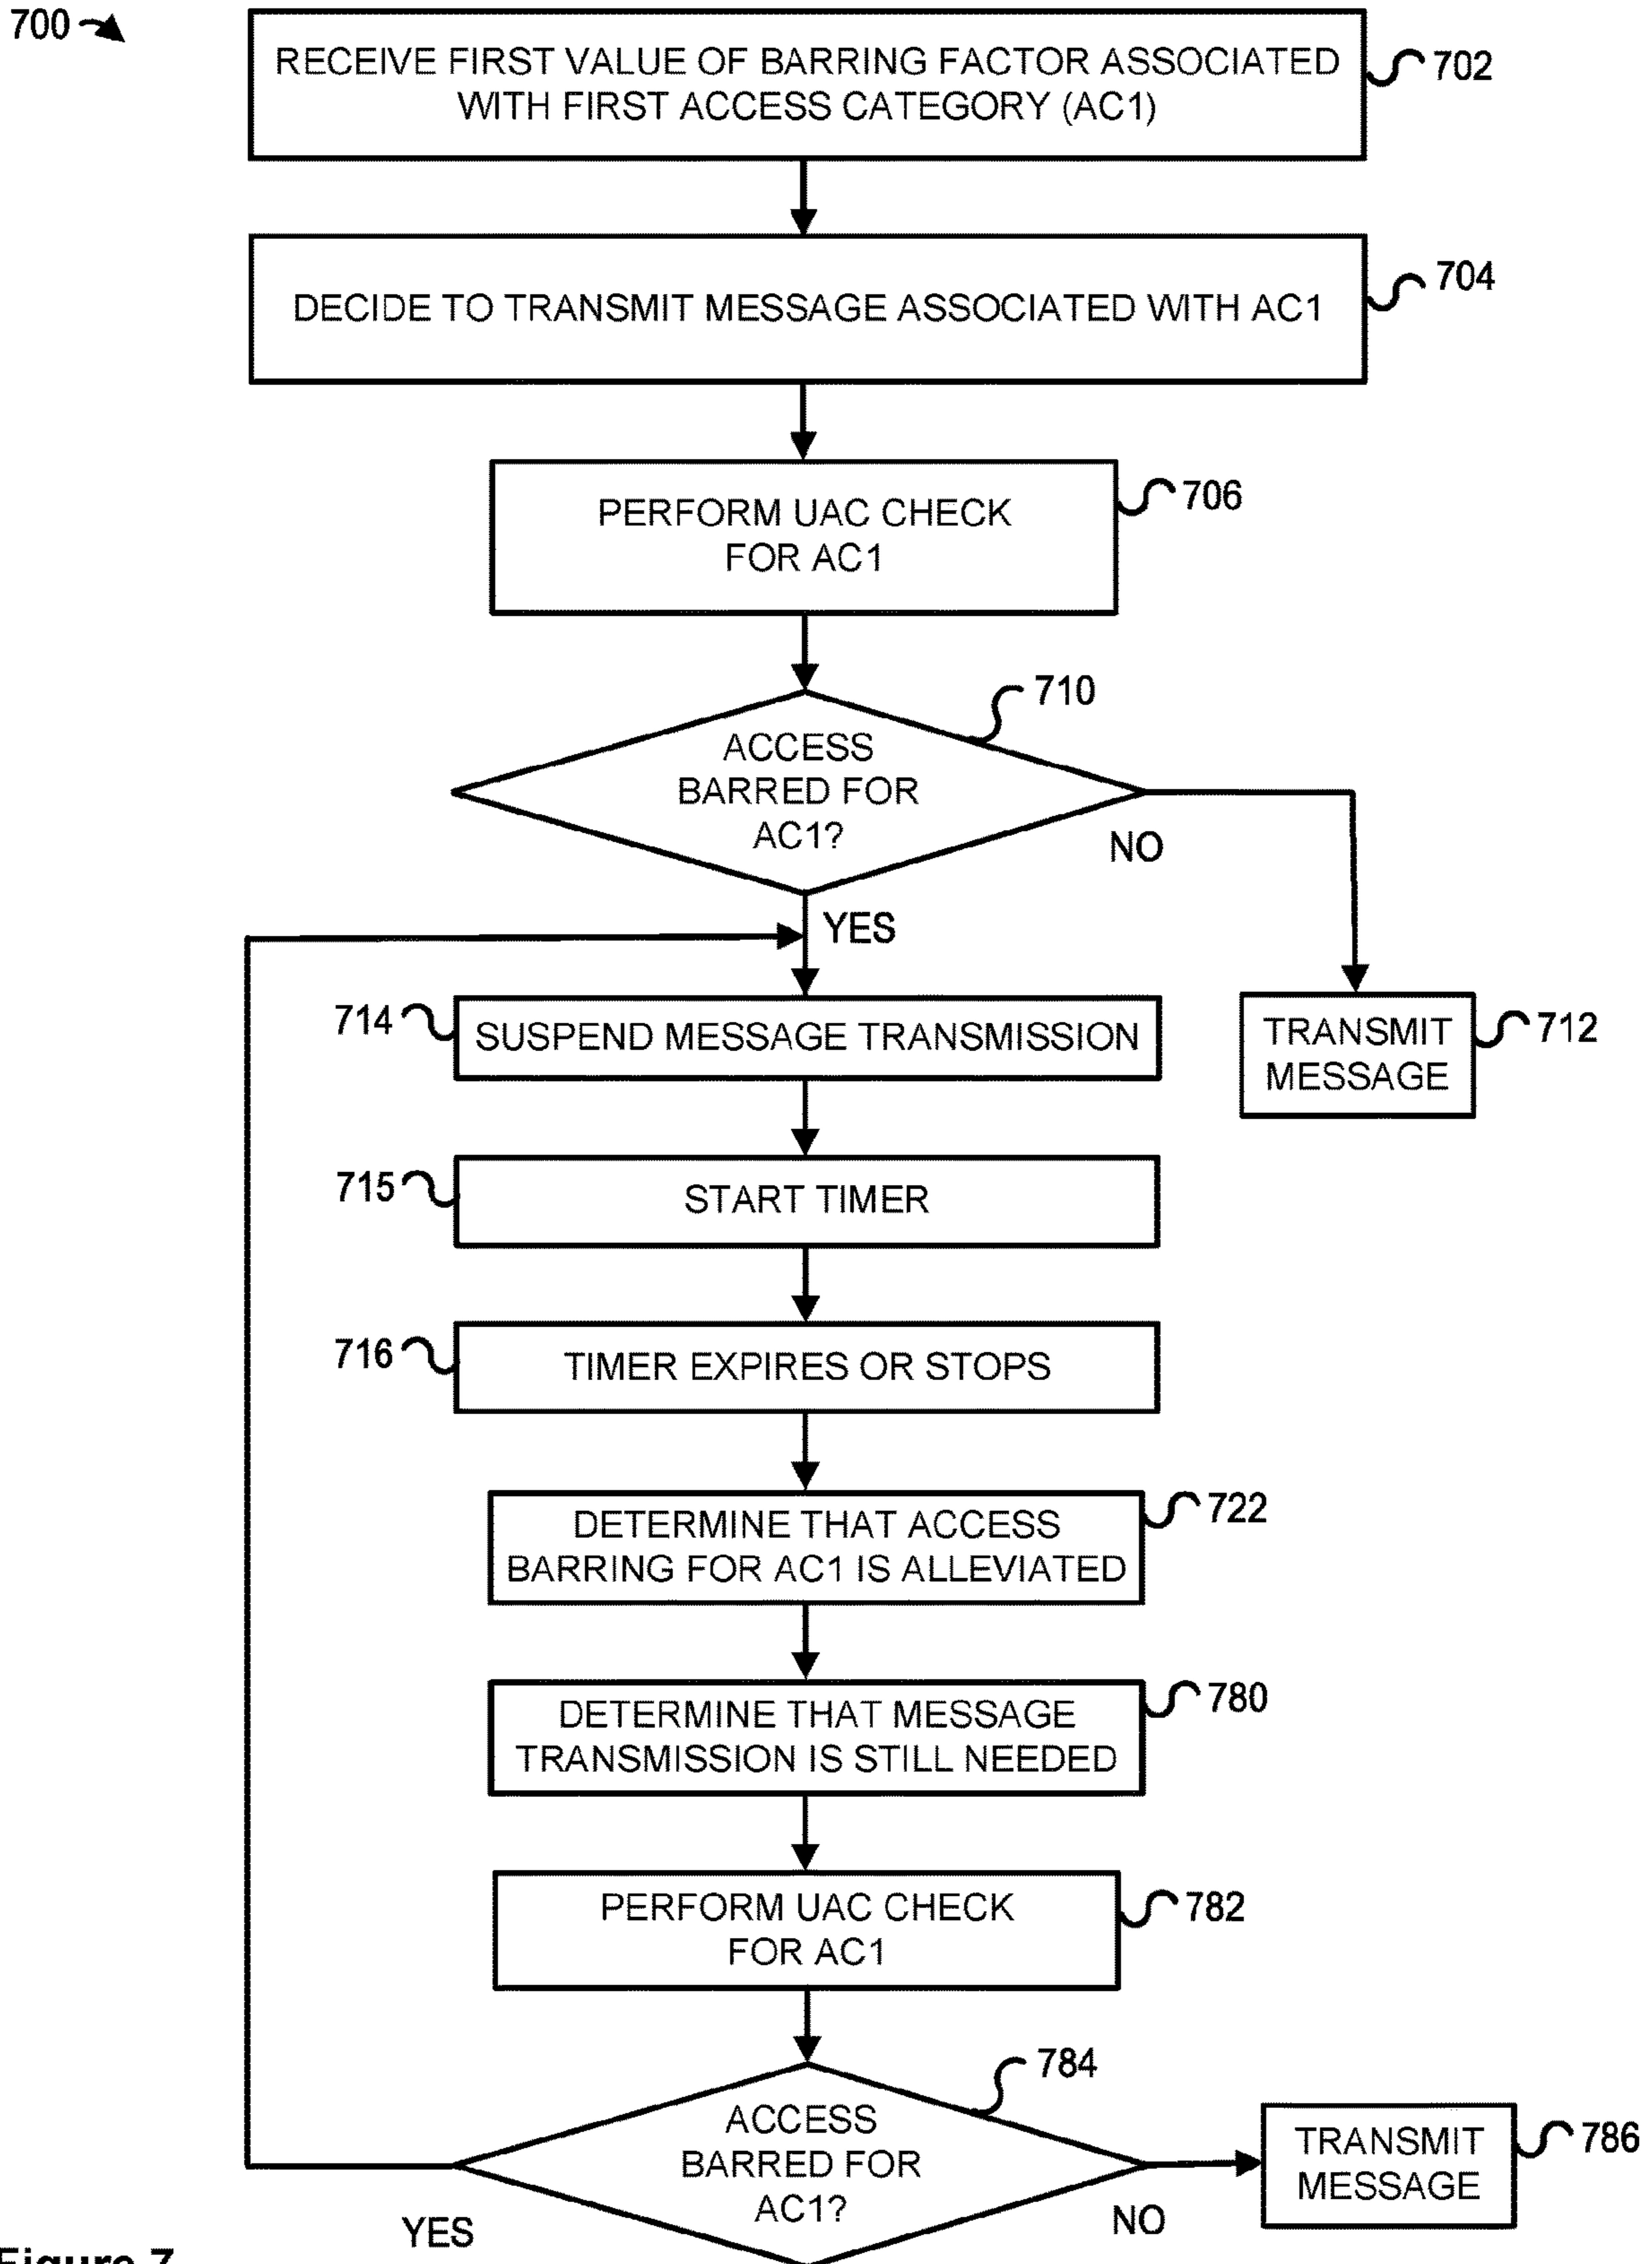 700
RECEIVE FIRST VALUE OF BARRING FACTOR ASSOCIATED
WITH FIRST ACCESS CATEGORY (AC1)
702
DECIDE TO TRANSMIT MESSAGE ASSOCIATED WITH AC1
704
PERFORM UAC CHECK
FOR AC1
706
710
ACCESS
BARRED FOR
AC1?
NO
YES
714
SUSPEND MESSAGE TRANSMISSION
TRANSMIT
MESSAGE
712
715
START TIMER
716
TIMER EXPIRES OR STOPS
DETERMINE THAT ACCESS
BARRING FOR AC1 IS ALLEVIATED
722
DETERMINE THAT MESSAGE
TRANSMISSION IS STILL NEEDED
780
PERFORM UAC CHECK
FOR AC1
782
784
ACCESS
BARRED FOR
AC1?
YES
NO
TRANSMIT
MESSAGE
786
Figure 7